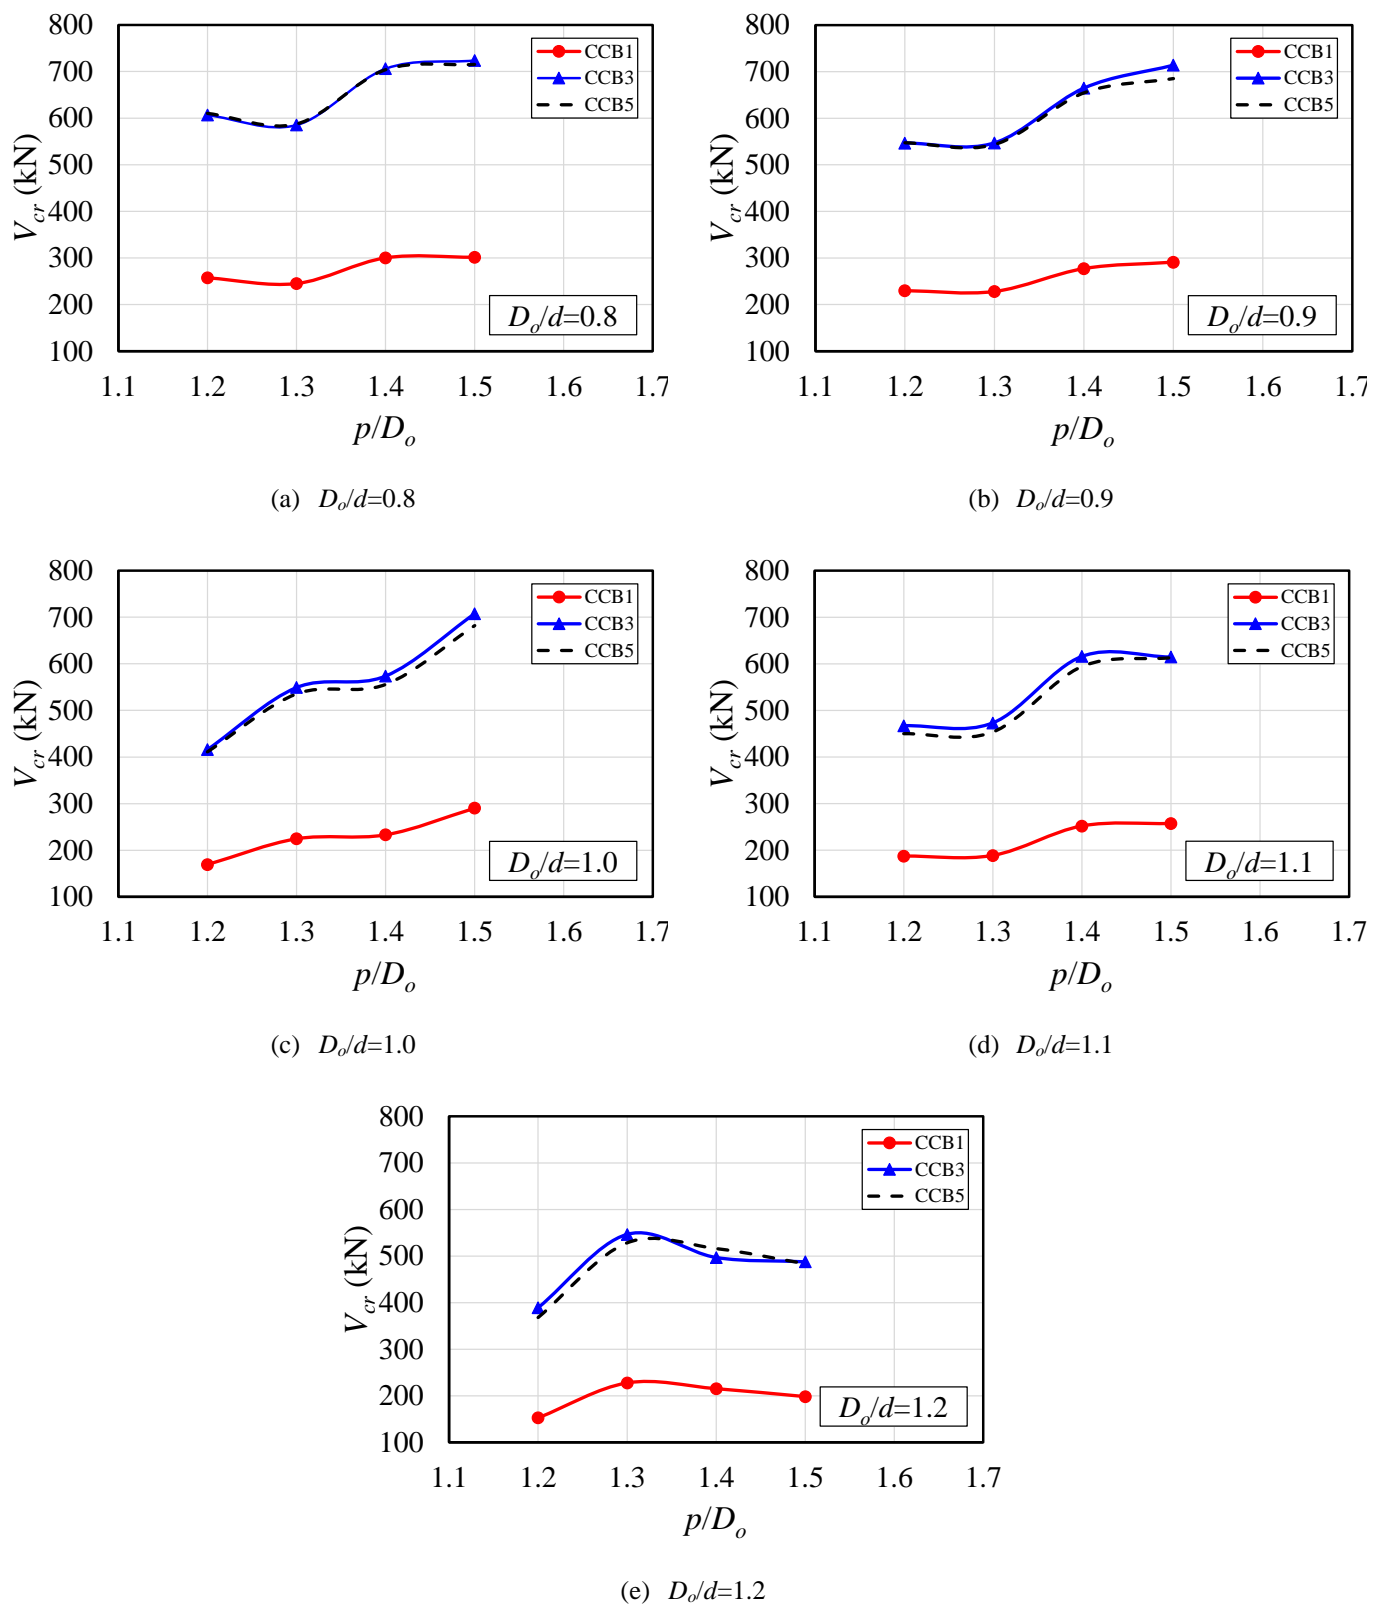 800
700
600
500
400
300
200
100
V_cr (kN)
CCB1
CCB3
CCB5
D_o/d=0.8
1.1 1.2 1.3 1.4 1.5 1.6 1.7
p/D_o
(a) D_o/d=0.8
800
700
600
500
400
300
200
100
V_cr (kN)
CCB1
CCB3
CCB5
D_o/d=0.9
1.1 1.2 1.3 1.4 1.5 1.6 1.7
p/D_o
(b) D_o/d=0.9
800
700
600
500
400
300
200
100
V_cr (kN)
CCB1
CCB3
CCB5
D_o/d=1.0
1.1 1.2 1.3 1.4 1.5 1.6 1.7
p/D_o
(c) D_o/d=1.0
800
700
600
500
400
300
200
100
V_cr (kN)
CCB1
CCB3
CCB5
D_o/d=1.1
1.1 1.2 1.3 1.4 1.5 1.6 1.7
p/D_o
(d) D_o/d=1.1
800
700
600
500
400
300
200
100
V_cr (kN)
CCB1
CCB3
CCB5
D_o/d=1.2
1.1 1.2 1.3 1.4 1.5 1.6 1.7
p/D_o
(e) D_o/d=1.2